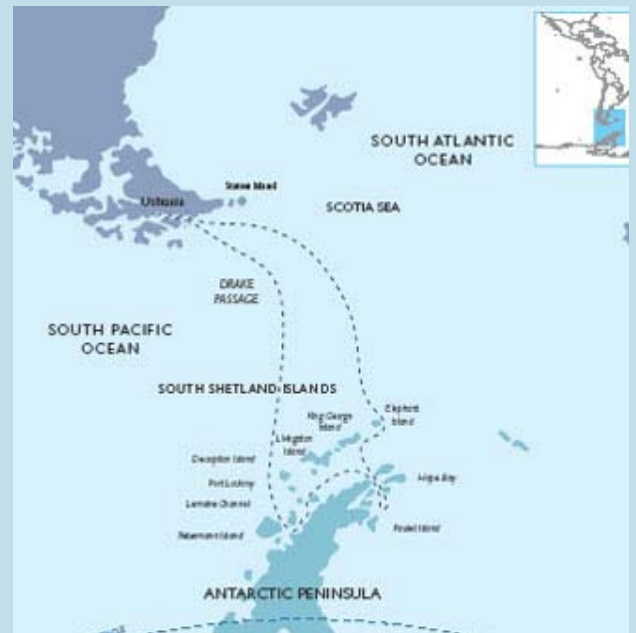 SOUTH ATLANTIC
OCEAN
Staten Island
Ushuaia
SCOTIA SEA
DRAKE
PASSAGE
SOUTH PACIFIC
OCEAN
SOUTH SHETLAND ISLANDS
King George
Island
Elephant
Island
Livingston
Island
Deception Island
Hope Bay
Port Lockroy
Lemaire Channel
Paulet Island
Petermann Island
ANTARCTIC PENINSULA